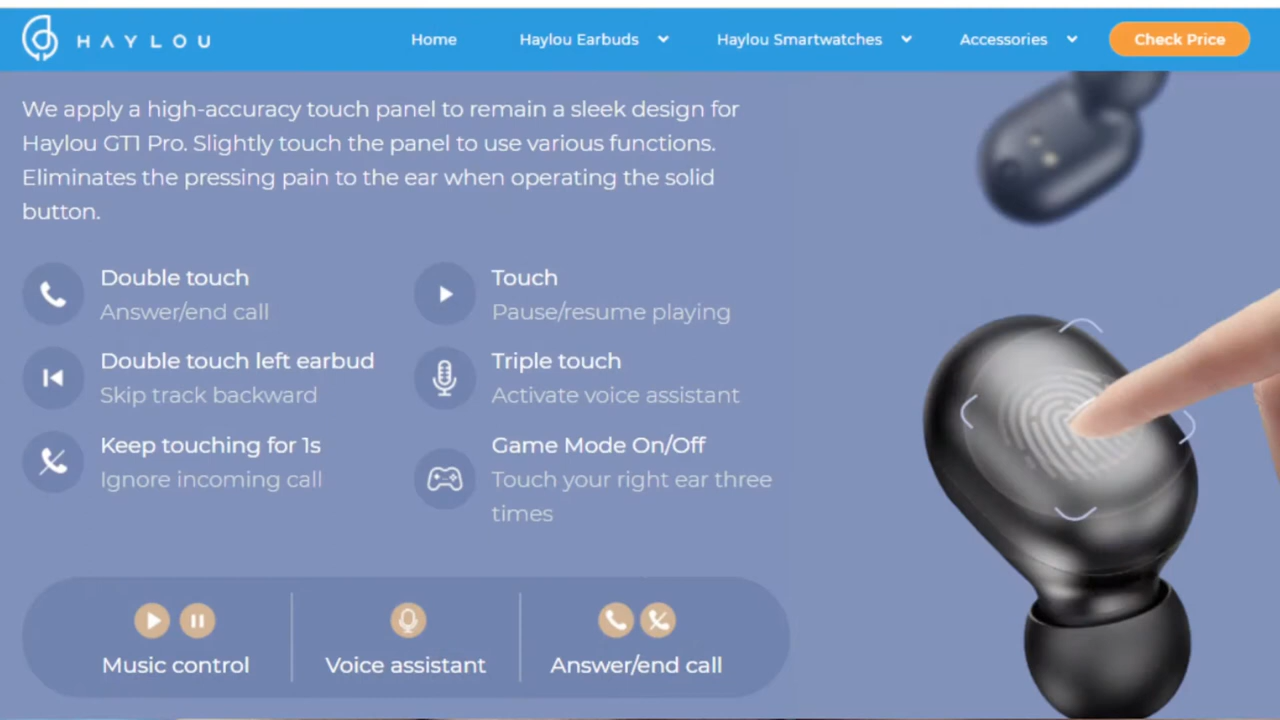 HAYLOU
Home
Haylou Earbuds
Haylou Smartwatches
Accessories
Check Price
We apply a high-accuracy touch panel to remain a sleek design for
Haylou GT1 Pro. Slightly touch the panel to use various functions.
Eliminates the pressing pain to the ear when operating the solid
button.
Double touch
Answer/end call
Touch
Pause/resume playing
Double touch left earbud
Skip track backward
Triple touch
Activate voice assistant
Keep touching for 1s
Ignore incoming call
Game Mode On/Off
Touch your right ear three
times
Music control
Voice assistant
Answer/end call